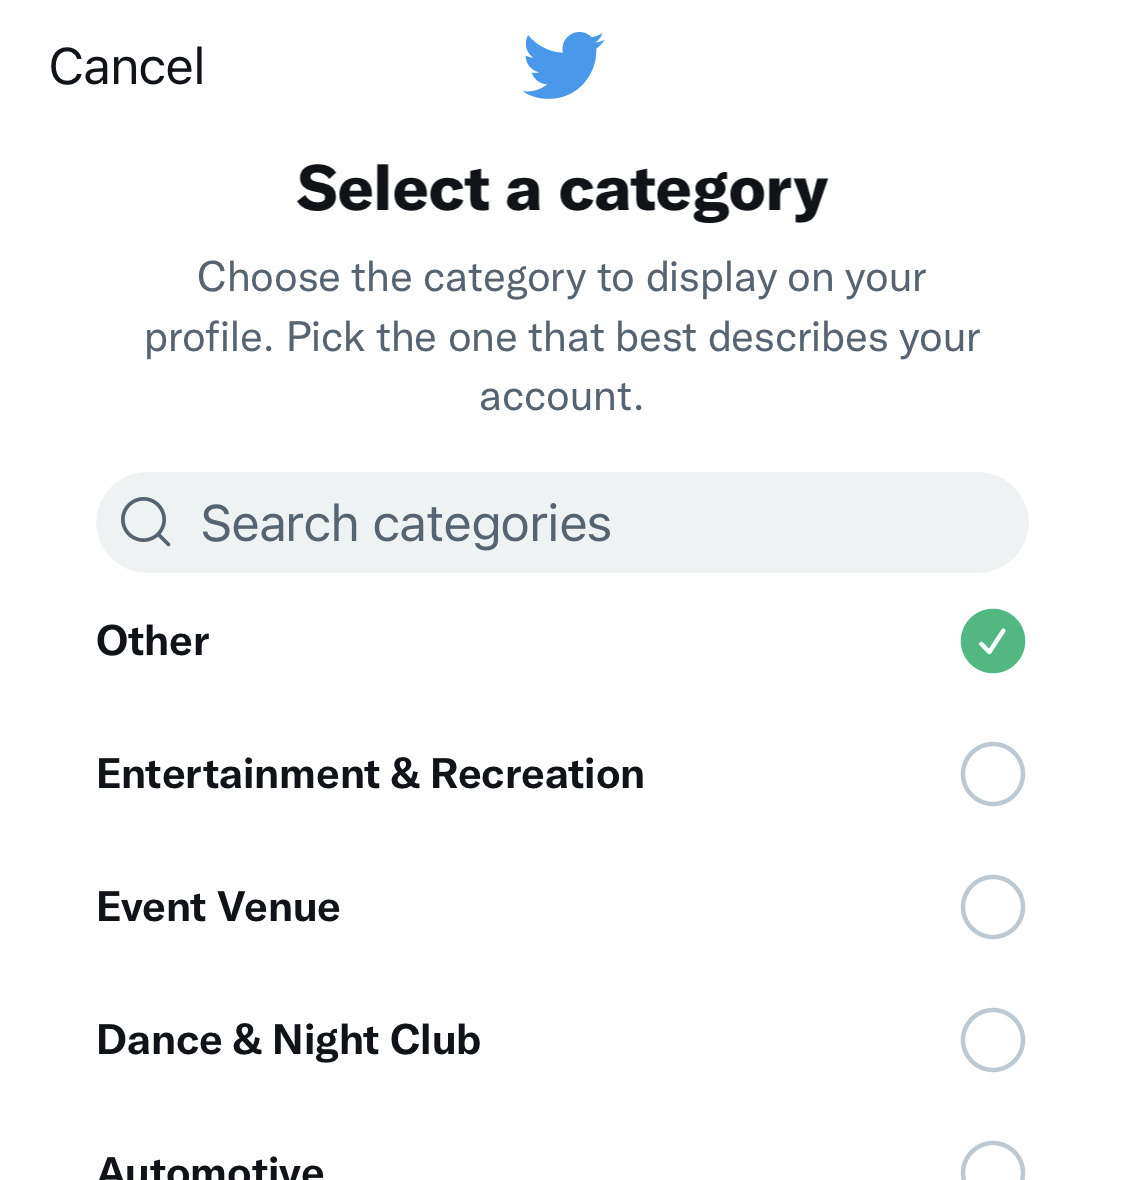 Cancel
Select a category
Choose the category to display on your
profile. Pick the one that best describes your
account.
Search categories
Other
Entertainment & Recreation
Event Venue
Dance & Night Club
Automotive